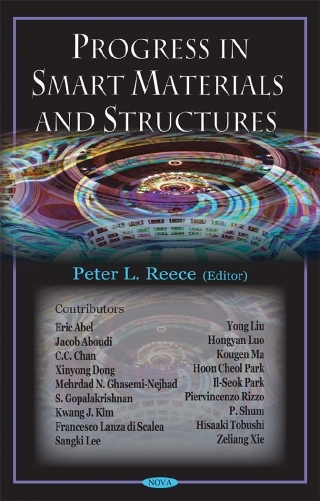 PROGRESS IN
SMART MATERIALS
AND STRUCTURES
Peter L. Reece (Editor)
Contributors
Eric Abel
Jacob Aboudi
C.C. Chan
Xinyong Dong
Mehrdad N. Ghasemi-Nejhad
S. Gopalakrishnan
Kwang J. Kim
Francesco Lanza di Scalea
Sangki Lee
Yong Liu
Hongyan Luo
Kougen Ma
Hoon Cheol Park
Il-Seok Park
Piervincenzo Rizzo
P. Shum
Hisaaki Tobushi
Zeliang Xie
NOVA